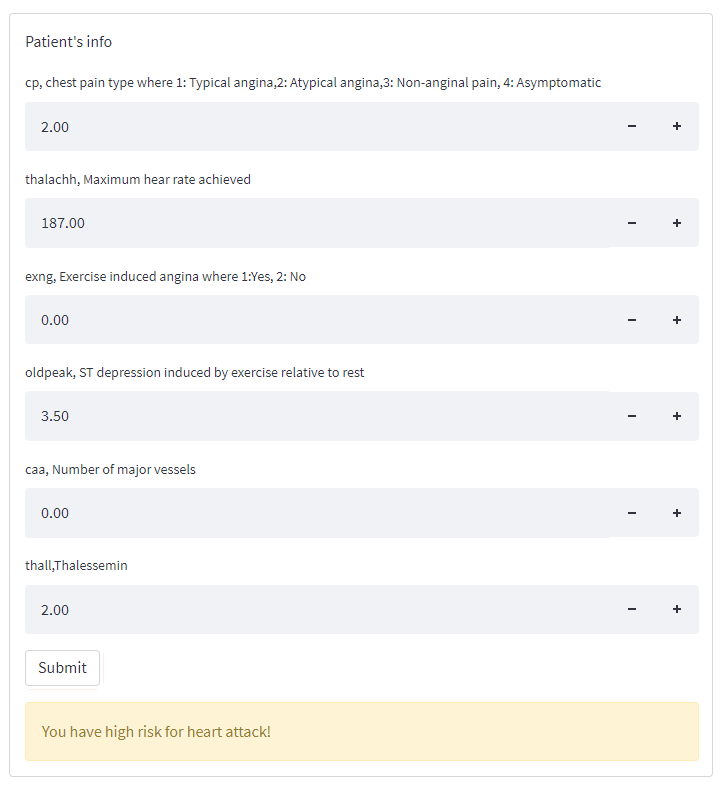 Patient's info
cp, chest pain type where 1: Typical angina,2: Atypical angina,3: Non-anginal pain, 4: Asymptomatic
2.00 − +
thalachh, Maximum hear rate achieved
187.00 − +
exng, Exercise induced angina where 1:Yes, 2: No
0.00 − +
oldpeak, ST depression induced by exercise relative to rest
3.50 − +
caa, Number of major vessels
0.00 − +
thall,Thalessemin
2.00 − +
Submit
You have high risk for heart attack!